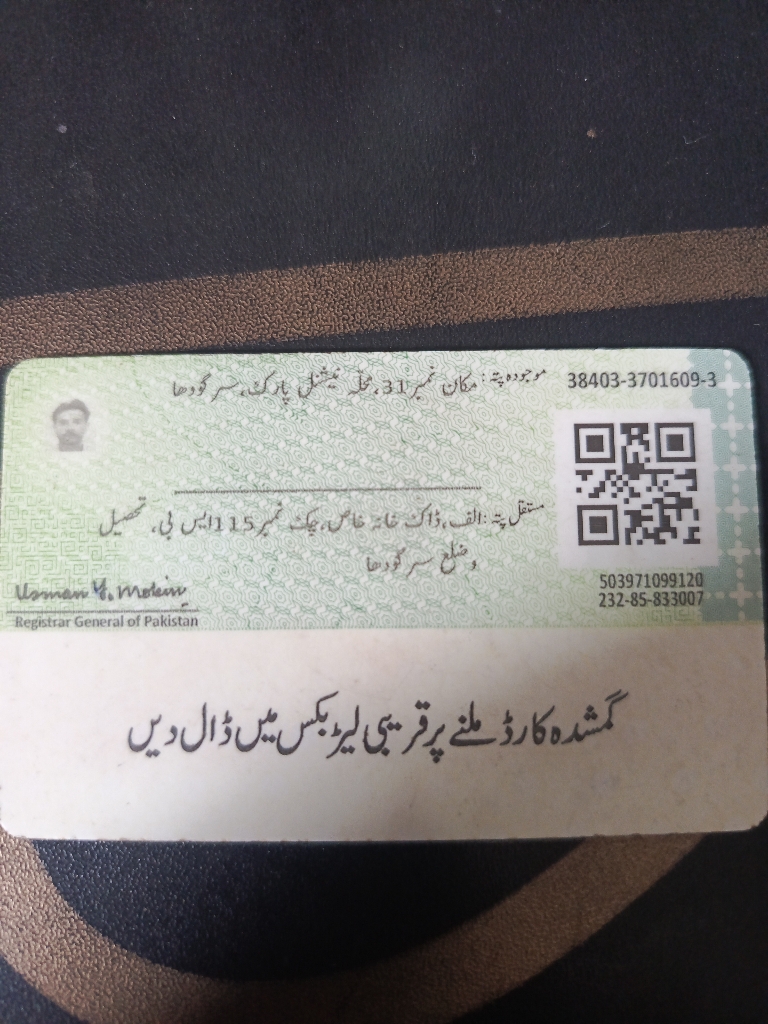 38403-3701609-3
موجودہ پتہ: مکان نمبر 31، محلہ نیشنل پارک، سرگودھا
مستقل پتہ: الف، ڈاک خانہ خاص، چک نمبر 115 ایس بی، تحصیل
و ضلع سرگودھا
503971099120
232-85-833007
Usman Y. Mobin
Registrar General of Pakistan
گمشدہ کارڈ ملنے پر قریبی لیٹر بکس میں ڈال دیں